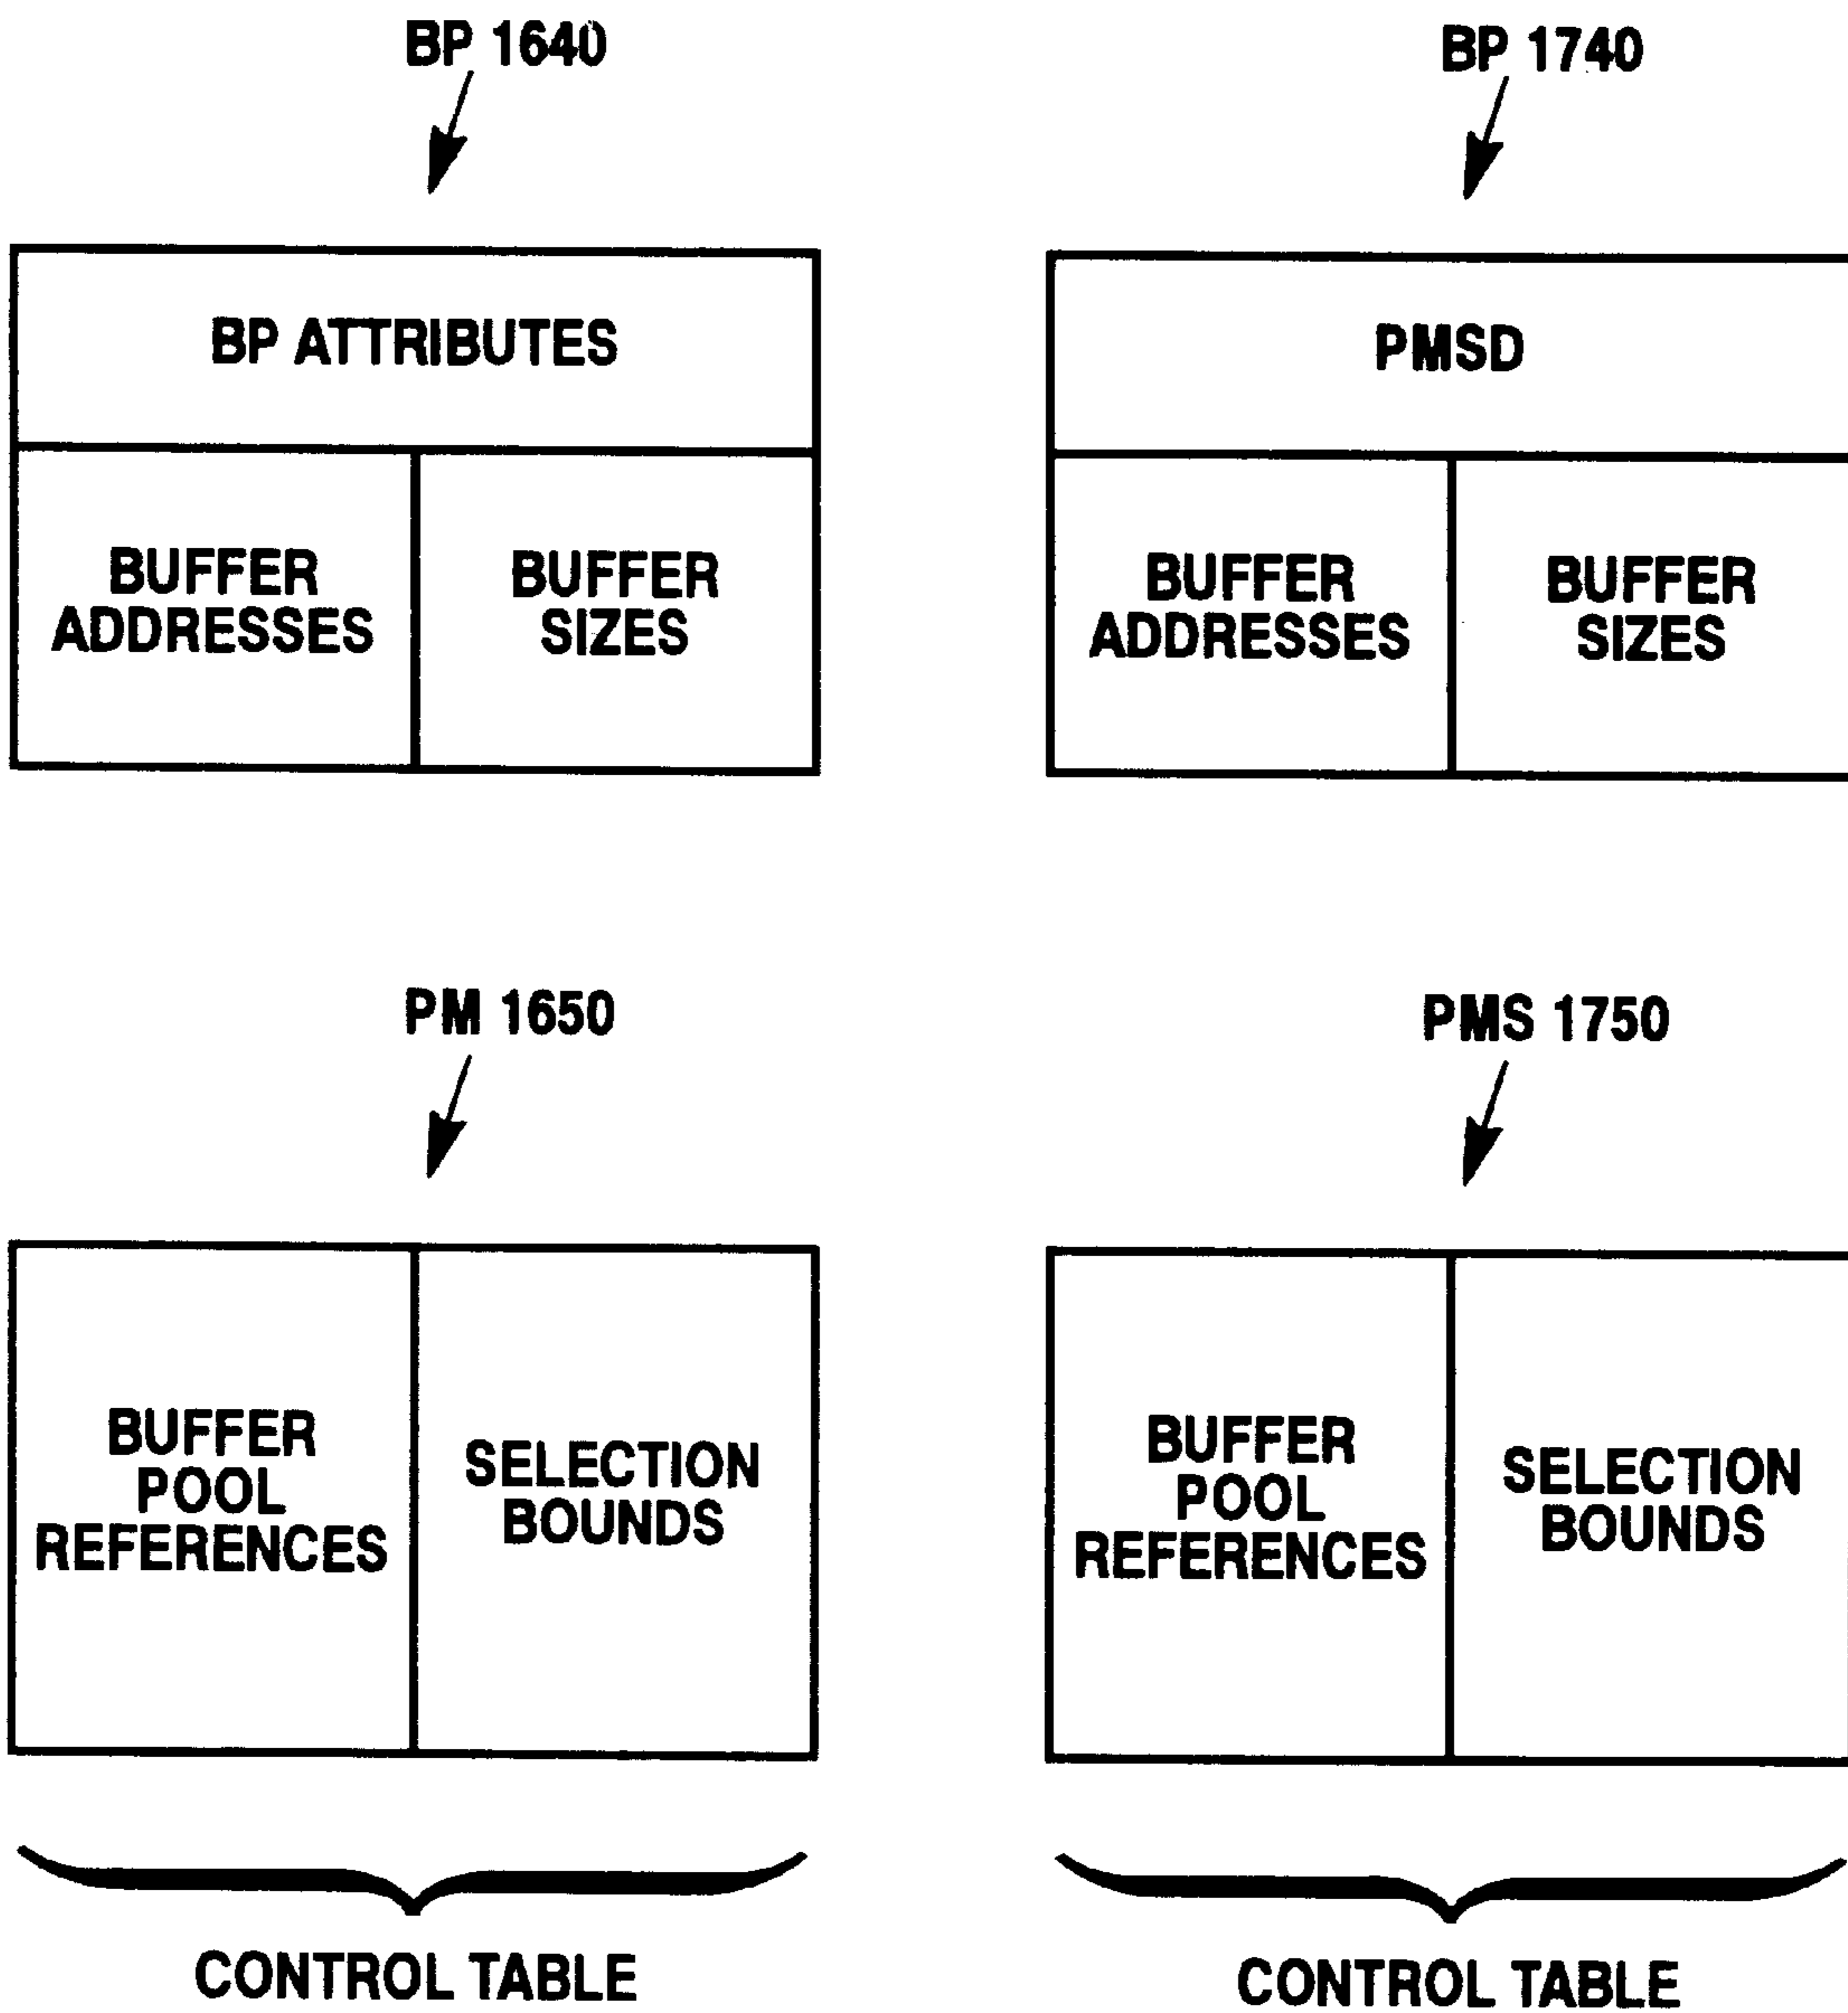 BP 1640
BP ATTRIBUTES
BUFFER
ADDRESSES
BUFFER
SIZES
BP 1740
PMSD
BUFFER
ADDRESSES
BUFFER
SIZES
PM 1650
BUFFER
POOL
REFERENCES
SELECTION
BOUNDS
CONTROL TABLE
PMS 1750
BUFFER
POOL
REFERENCES
SELECTION
BOUNDS
CONTROL TABLE